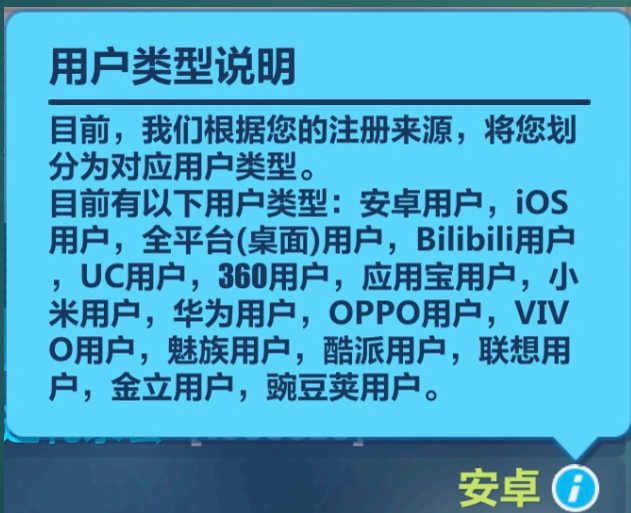 用户类型说明
目前，我们根据您的注册来源，将您划
分为对应用户类型。
目前有以下用户类型：安卓用户，iOS
用户，全平台(桌面)用户，Bilibili用户
，UC用户，360用户，应用宝用户，小
米用户，华为用户，OPPO用户，VIV
O用户，魅族用户，酷派用户，联想用
户，金立用户，豌豆荚用户。
安卓